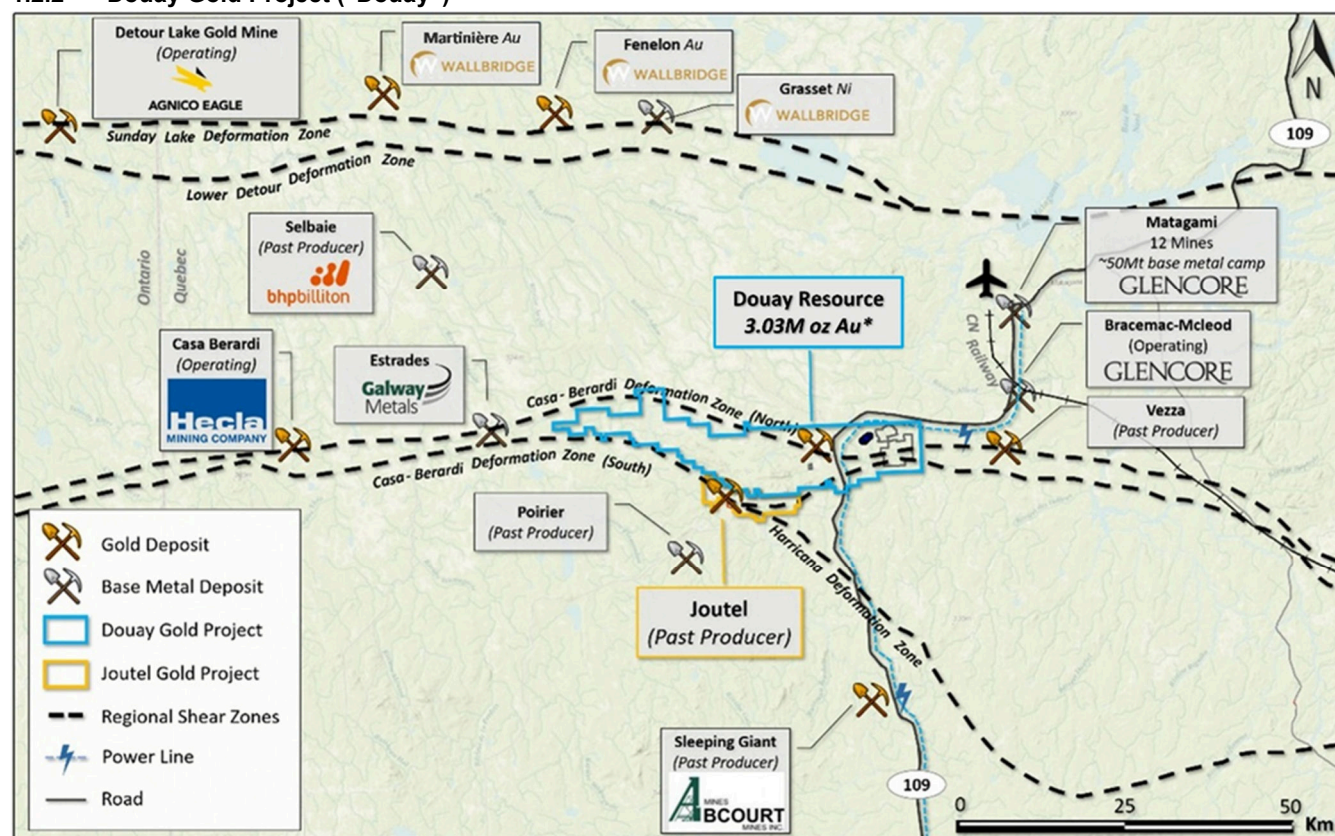 1.2.2 Douay Gold Project ("Douay")
Detour Lake Gold Mine
(Operating)
AGNICO EAGLE
Martinière Au
WALLBRIDGE
Fenelon Au
WALLBRIDGE
Grasset Ni
WALLBRIDGE
N
109
Sunday Lake Deformation Zone
Lower Detour Deformation Zone
Selbaie
(Past Producer)
bhpbilliton
Ontario
Quebec
Matagami
12 Mines
~50Mt base metal camp
GLENCORE
Douay Resource
3.03M oz Au*
CN Railway
Bracemac-Mcleod
(Operating)
GLENCORE
Casa Berardi
(Operating)
Hecla
MINING COMPANY
Estrades
Galway
Metals
Casa-Berardi Deformation Zone (North)
Vezza
(Past Producer)
Casa-Berardi Deformation Zone (South)
Poirier
(Past Producer)
Harricana Deformation Zone
Joutel
(Past Producer)
Gold Deposit
Base Metal Deposit
Douay Gold Project
Joutel Gold Project
Regional Shear Zones
Power Line
Road
Sleeping Giant
(Past Producer)
MINES
ABCOURT
MINES INC.
109
0 25 50
Km